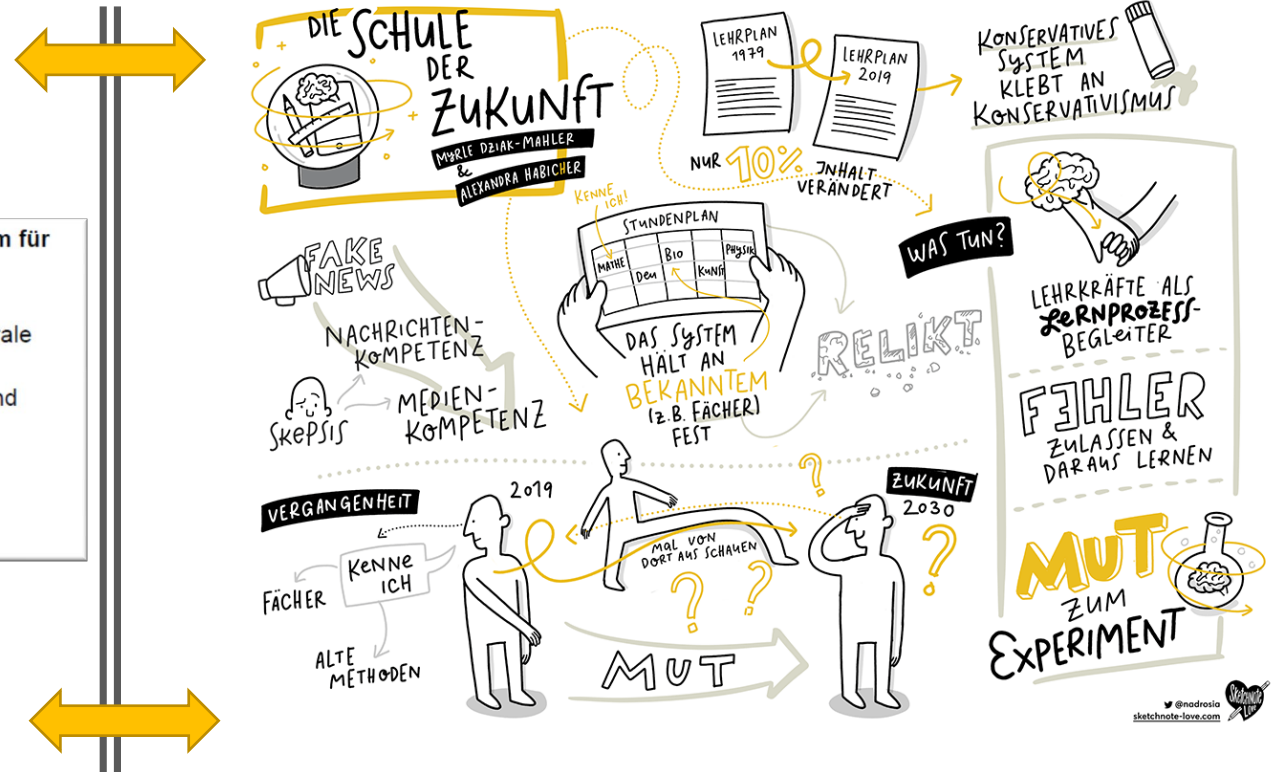 m für
ale
nd
DIE SCHULE
DER
ZUKUNFT
MYRLE DZIAK-MAHLER
&
ALEXANDRA HABICHER
LEHRPLAN
1979
LEHRPLAN
2019
NUR 10% INHALT
VERÄNDERT
KONSERVATIVES
SYSTEM
KLEBT AN
KONSERVATIVISMUS
FAKE
NEWS
NACHRICHTEN-
KOMPETENZ
SKEPSIS
MEDIEN-
KOMPETENZ
KENNE
ICH!
STUNDENPLAN
MATHE
Deu
BIO
KUNST
PHYSIK
DAS SYSTEM
HÄLT AN
BEKANNTEM
(Z.B. FÄCHER)
FEST
RELIKT
WAS TUN?
LEHRKRÄFTE ALS
LERNPROZESS-
BEGLEITER
FEHLER
ZULASSEN &
DARAUS LERNEN
MUT
ZUM
EXPERIMENT
VERGANGENHEIT
2019
KENNE
ICH
FÄCHER
ALTE
METHODEN
MAL VON
DORT AUS SCHAUEN
? ? ?
MUT
ZUKUNFT
2030
?
@nadrosia
sketchnote-love.com
Sketchnote
Love